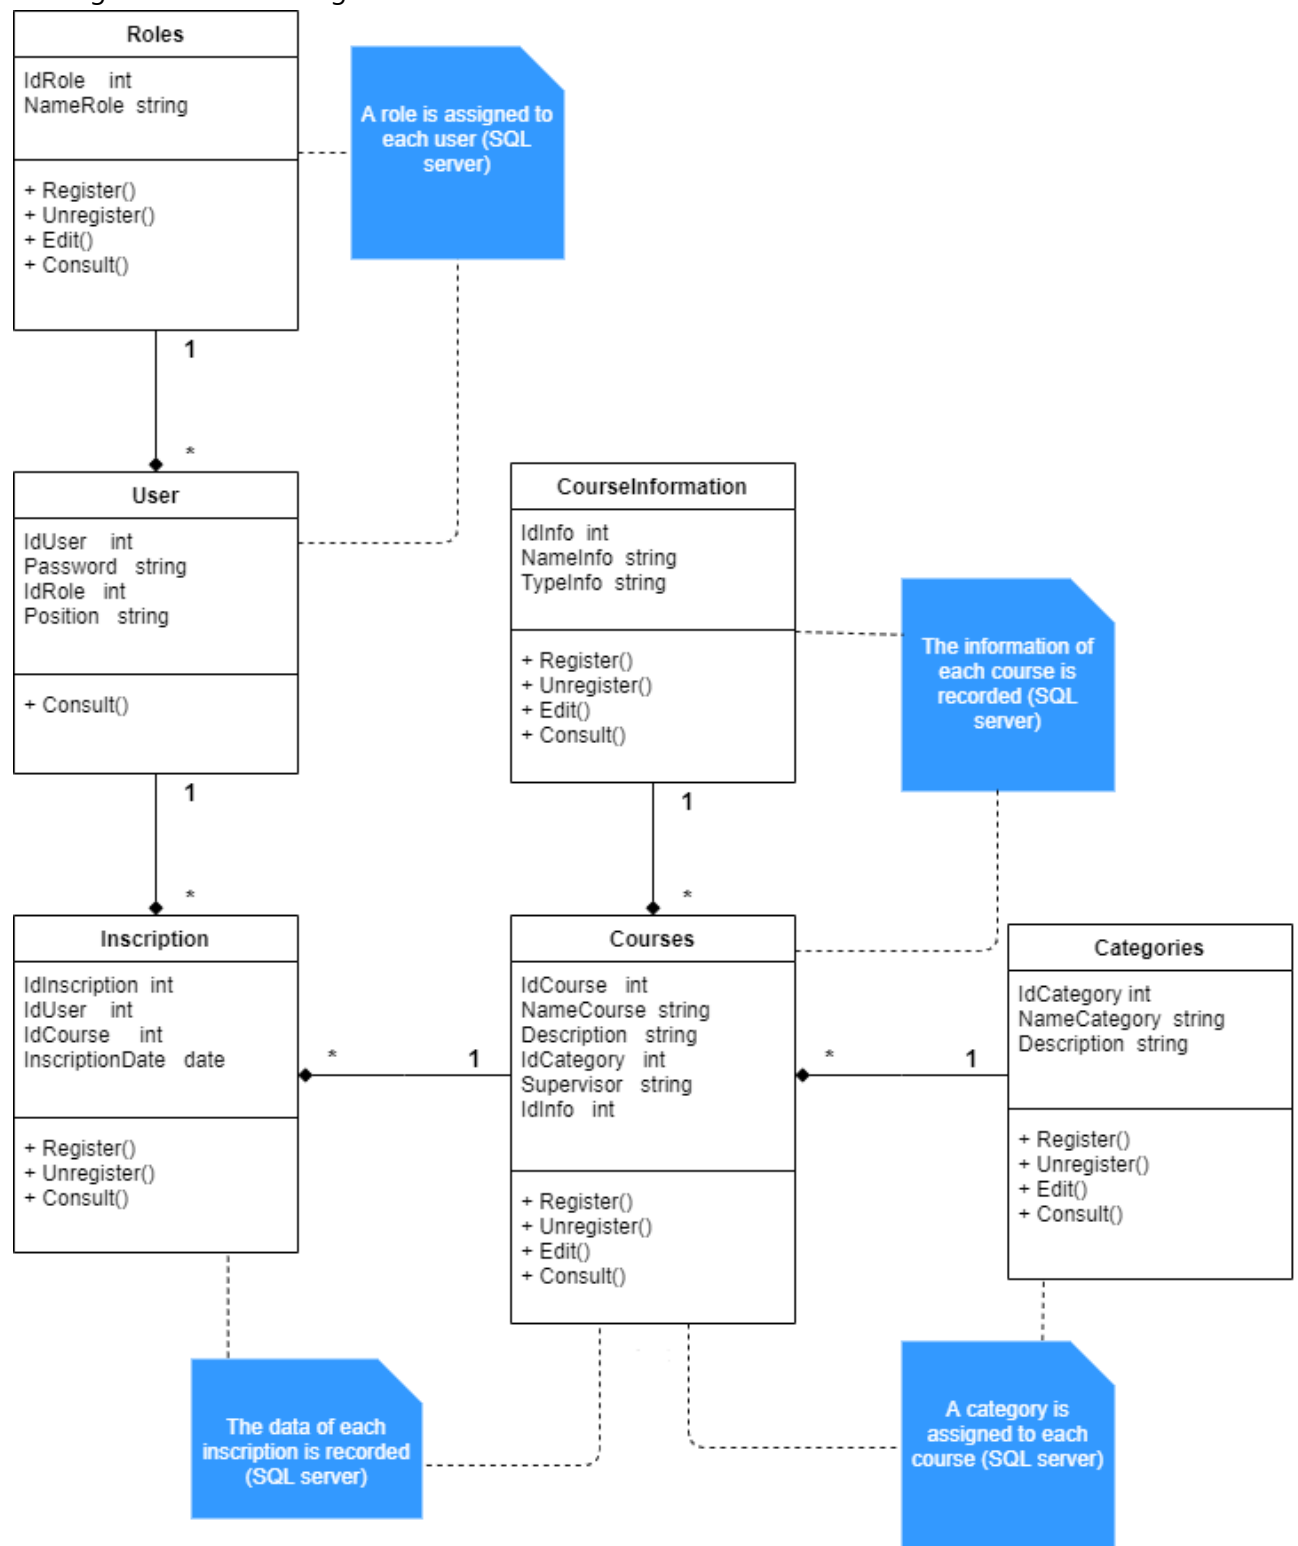 Roles
IdRole int
NameRole string
+ Register()
+ Unregister()
+ Edit()
+ Consult()
A role is assigned to
each user (SQL
server)
1
*
User
IdUser int
Password string
IdRole int
Position string
+ Consult()
1
*
CourseInformation
IdInfo int
NameInfo string
TypeInfo string
+ Register()
+ Unregister()
+ Edit()
+ Consult()
The information of
each course is
recorded (SQL
server)
1
*
Inscription
IdInscription int
IdUser int
IdCourse int
InscriptionDate date
+ Register()
+ Unregister()
+ Consult()
*
1
Courses
IdCourse int
NameCourse string
Description string
IdCategory int
Supervisor string
IdInfo int
+ Register()
+ Unregister()
+ Edit()
+ Consult()
*
1
Categories
IdCategory int
NameCategory string
Description string
+ Register()
+ Unregister()
+ Edit()
+ Consult()
The data of each
inscription is recorded
(SQL server)
A category is
assigned to each
course (SQL server)